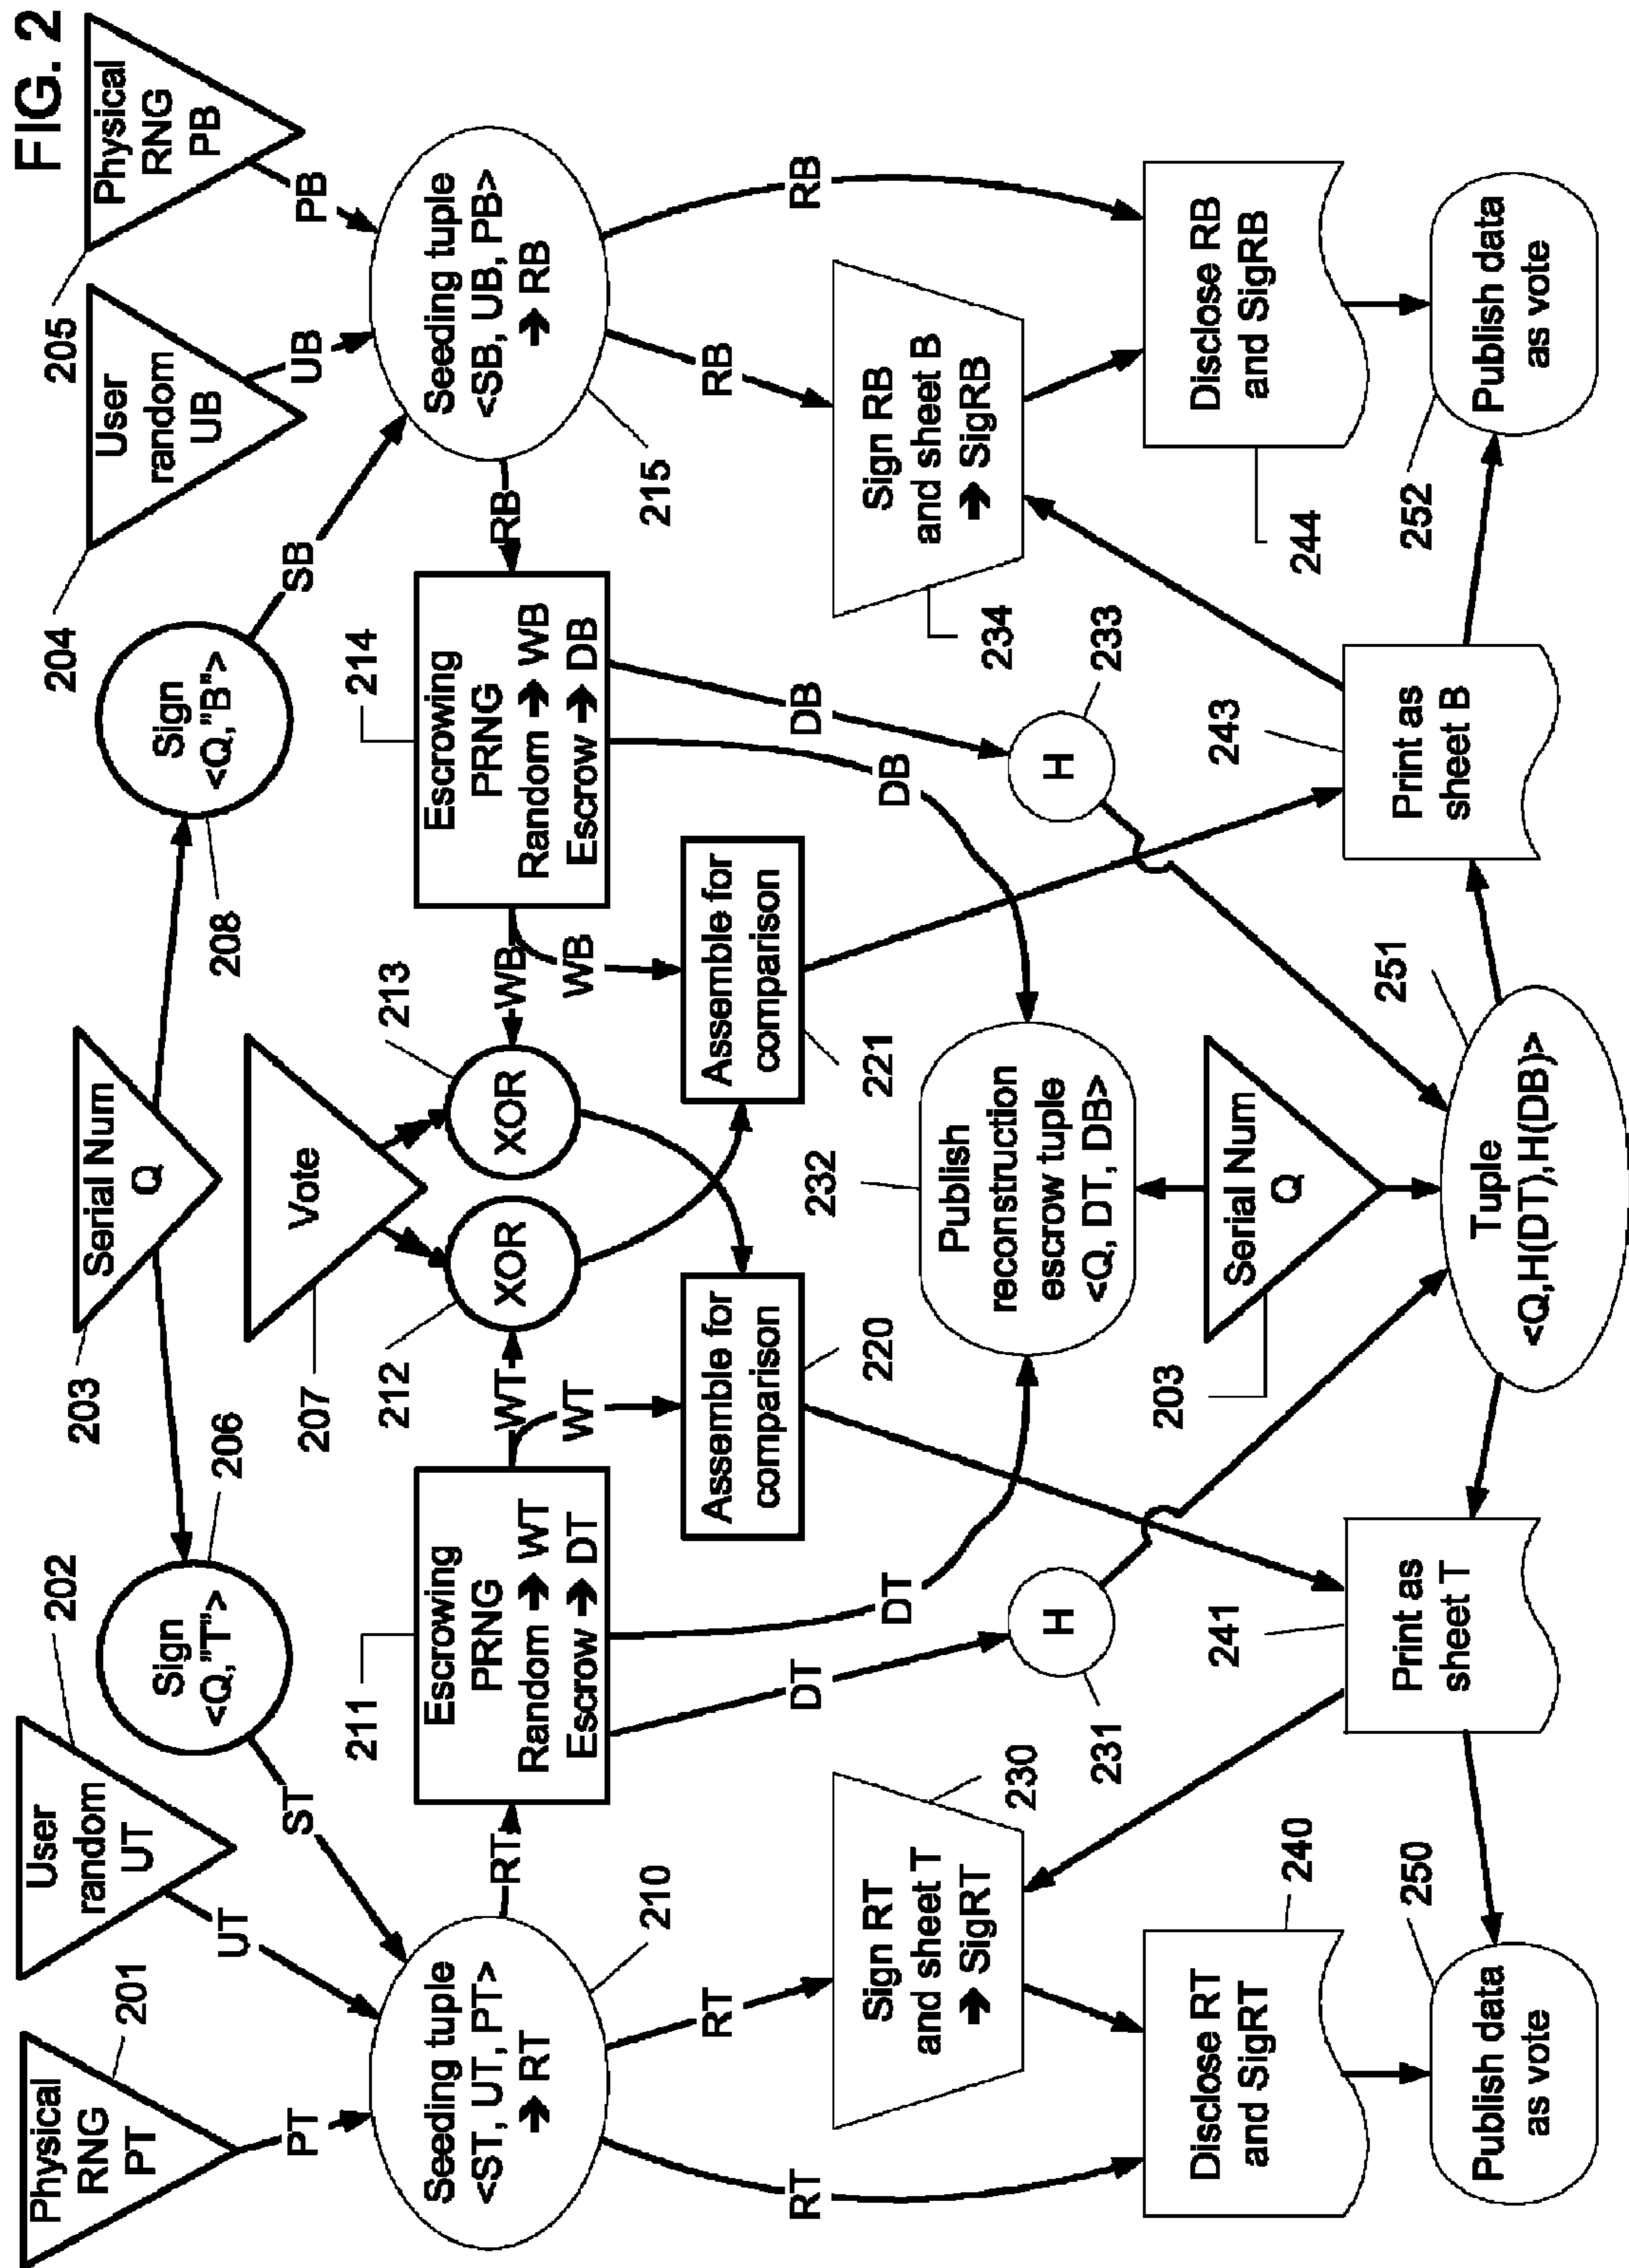 FIG. 2
Physical
RNG
PT
201
User
random
UT
202
Serial Num
Q
203
User
random
UB
204
Physical
RNG
PB
205
PT
UT
Sign
<Q,"T">
206
ST
Vote
207
Sign
<Q,"B">
208
SB
UB
PB
Seeding tuple
<ST, UT, PT>
➔ RT
210
RT
Escrowing
PRNG
Random ➔ WT
Escrow ➔ DT
211
WT
WT
XOR
212
XOR
213
WB
WB
Escrowing
PRNG
Random ➔ WB
Escrow ➔ DB
214
RB
Seeding tuple
<SB, UB, PB>
➔ RB
215
Assemble for
comparison
220
Assemble for
comparison
221
RT
RT
DT
DT
DB
DB
RB
RB
Sign RT
and sheet T
➔ SigRT
230
H
231
Publish
reconstruction
escrow tuple
<Q, DT, DB>
232
H
233
Sign RB
and sheet B
➔ SigRB
234
Disclose RT
and SigRT
240
Print as
sheet T
241
Serial Num
Q
203
Print as
sheet B
243
Disclose RB
and SigRB
244
Publish data
as vote
250
Tuple
<Q,H(DT),H(DB)>
251
Publish data
as vote
252